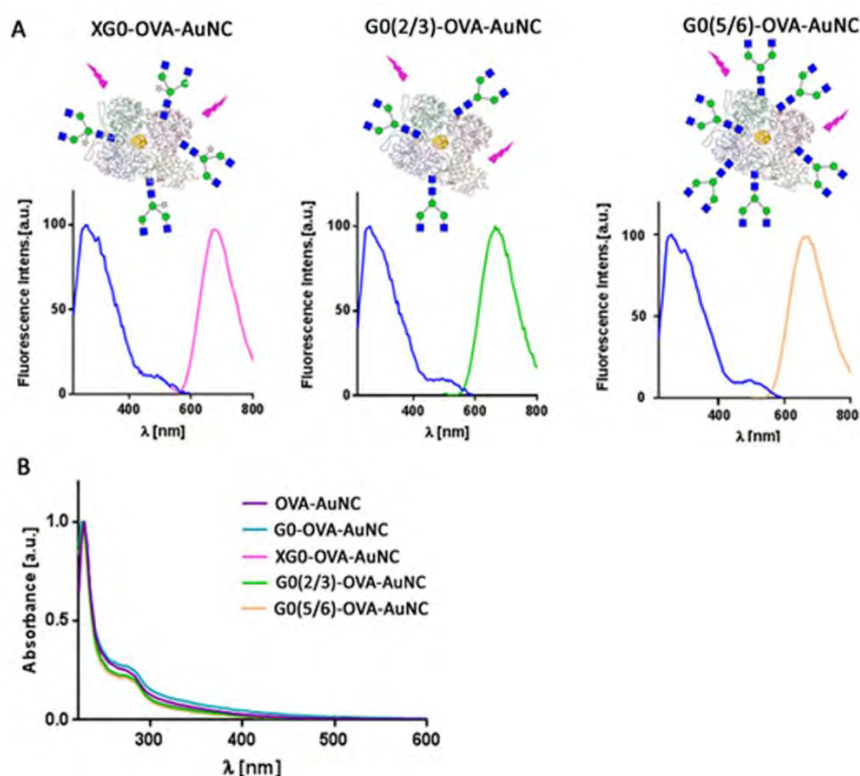 A
XG0-OVA-AuNC
G0(2/3)-OVA-AuNC
G0(5/6)-OVA-AuNC
Fluorescence Intens.[a.u.]
100
50
0
400
600
800
λ [nm]
Fluorescence Intens.[a.u.]
100
50
0
400
600
800
λ [nm]
Fluorescence Intens.[a.u.]
100
50
0
400
600
800
λ [nm]
B
OVA-AuNC
G0-OVA-AuNC
XG0-OVA-AuNC
G0(2/3)-OVA-AuNC
G0(5/6)-OVA-AuNC
Absorbance [a.u.]
1.0
0.5
0.0
300
400
500
600
λ [nm]